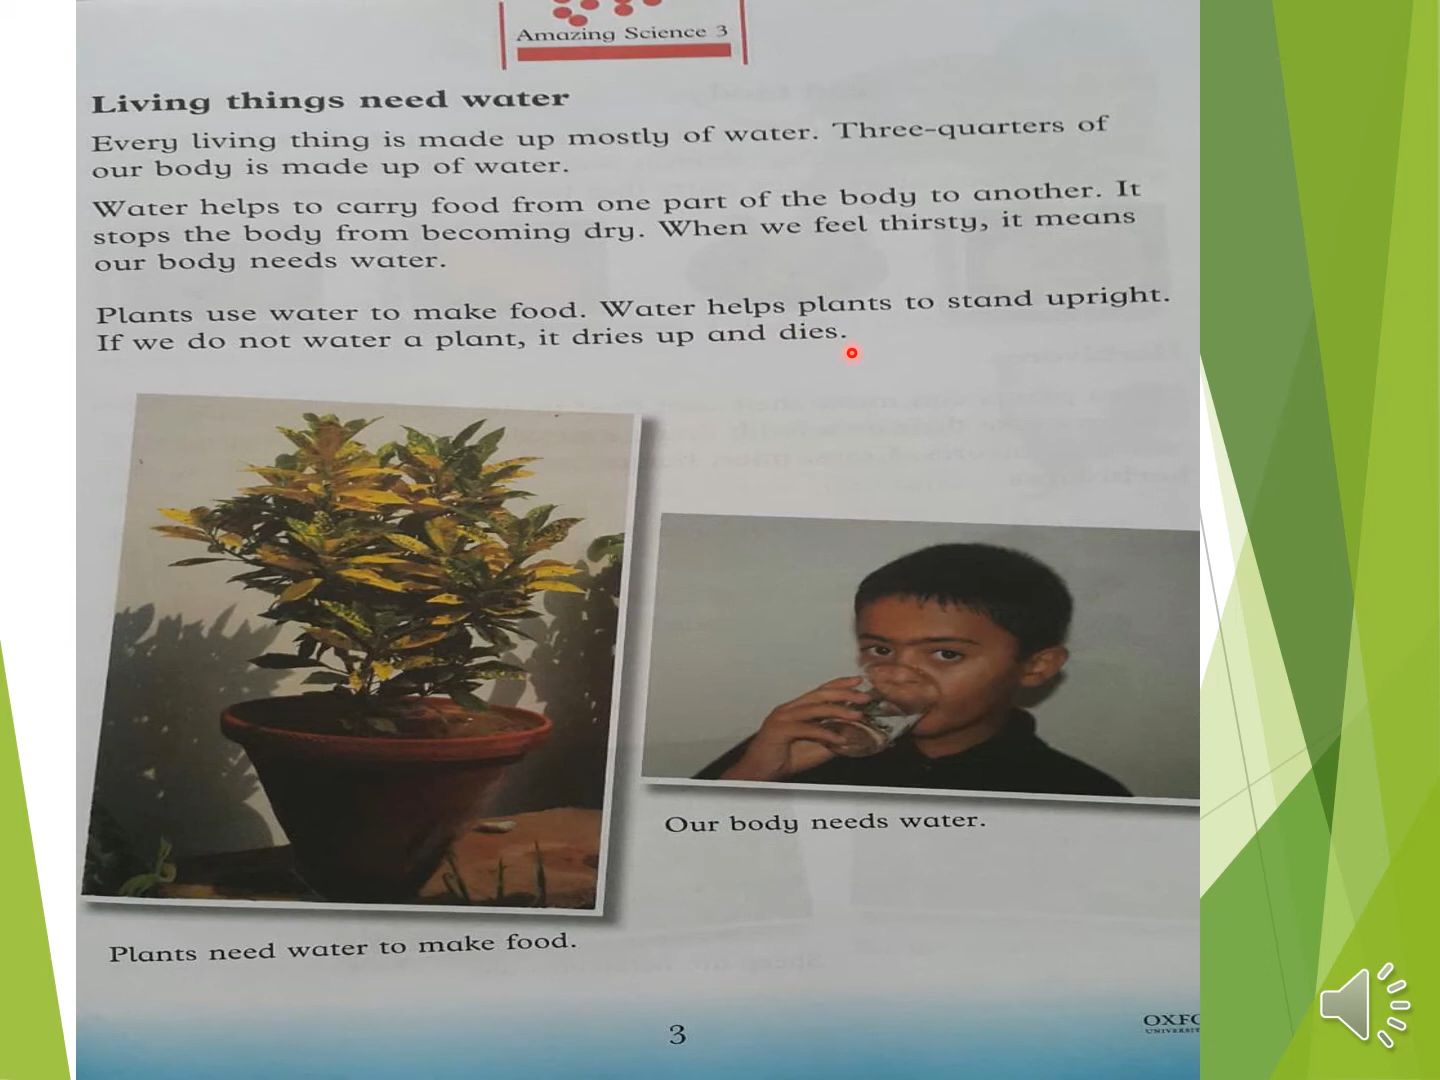 Amazing Science 3
Living things need water
Every living thing is made up mostly of water. Three-quarters of
our body is made up of water.
Water helps to carry food from one part of the body to another. It
stops the body from becoming dry. When we feel thirsty, it means
our body needs water.
Plants use water to make food. Water helps plants to stand upright.
If we do not water a plant, it dries up and dies.
Our body needs water.
Plants need water to make food.
3